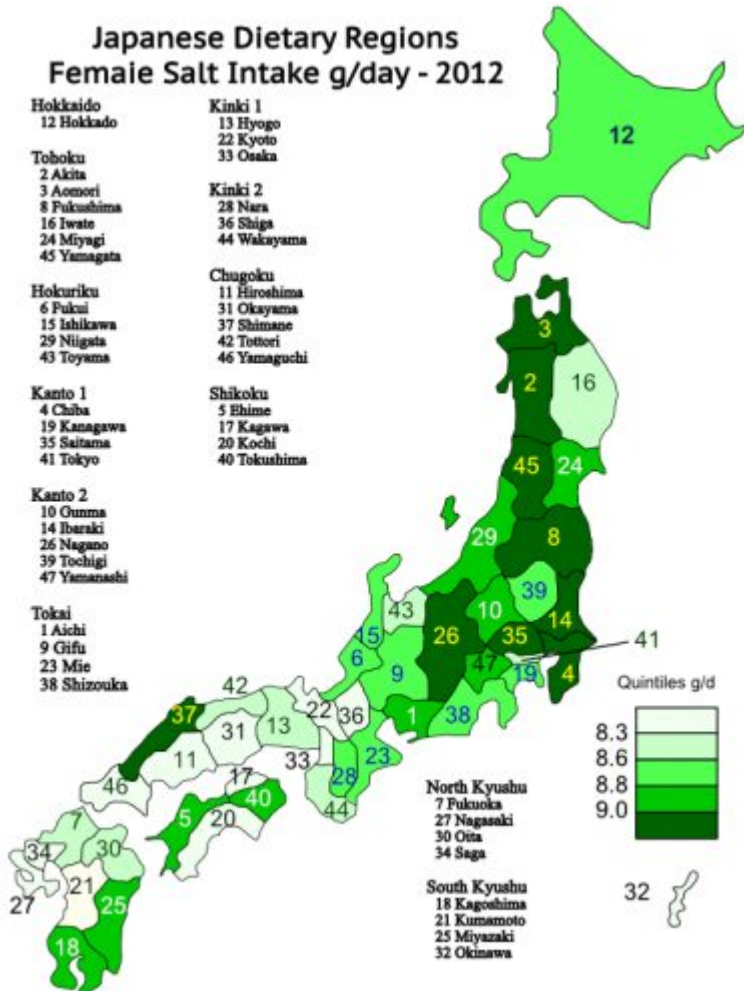 Japanese Dietary Regions
Femaie Salt Intake g/day - 2012
Hokkaido
12 Hokkado
Tohoku
2 Akita
3 Aomori
8 Fukushima
16 Iwate
24 Miyagi
45 Yamagata
Hokuriku
6 Fukui
15 Ishikawa
29 Niigata
43 Toyama
Kanto 1
4 Chiba
19 Kanagawa
35 Saitama
41 Tokyo
Kanto 2
10 Gunma
14 Ibaraki
26 Nagano
39 Tochigi
47 Yamanashi
Tokai
1 Aichi
9 Gifu
23 Mie
38 Shizouka
Kinki 1
13 Hyogo
22 Kyoto
33 Osaka
Kinki 2
28 Nara
36 Shiga
44 Wakayama
Chugoku
11 Hiroshima
31 Okayama
37 Shimane
42 Tottori
46 Yamaguchi
Shikoku
5 Ehime
17 Kagawa
20 Kochi
40 Tokushima
12
3
2
16
45
24
29
8
39
43
10
14
15
26
35
41
6
9
47
19
4
42
37
22
36
1
38
31
13
11
33
23
28
46
17
44
5
40
20
7
34
30
21
27
25
18
Quintiles g/d
8.3
8.6
8.8
9.0
North Kyushu
7 Fukuoka
27 Nagasaki
30 Oita
34 Saga
South Kyushu
18 Kagoshima
21 Kumamoto
25 Miyazaki
32 Okinawa
32